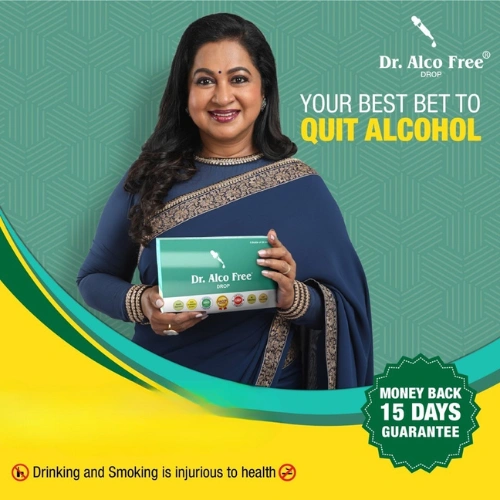 Dr. Alco Free®
DROP
YOUR BEST BET TO
QUIT ALCOHOL
Dr. Alco Free
DROP
MONEY BACK
15 DAYS
GUARANTEE
Drinking and Smoking is injurious to health